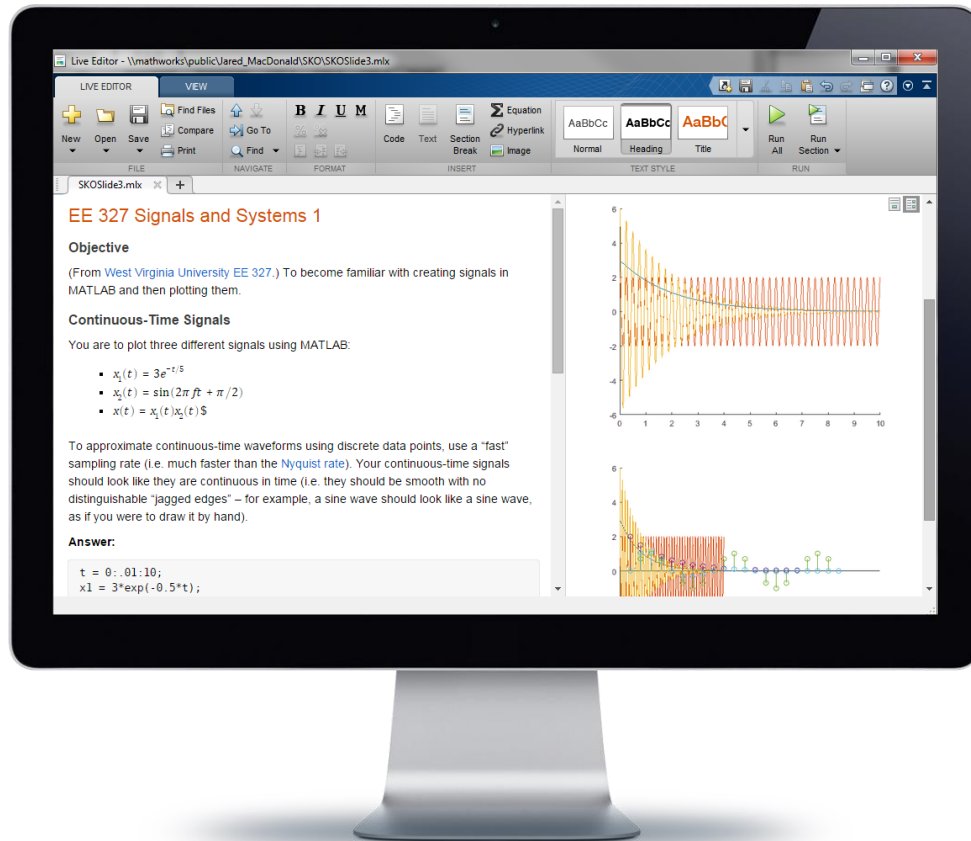 Live Editor - \\mathworks\public\Jared_MacDonald\SKO\SKOSlide3.mlx
LIVE EDITOR
VIEW
New
Open
Save
Find Files
Compare
Print
FILE
Go To
Find
NAVIGATE
B I U M
FORMAT
Code
Text
Section
Break
Equation
Hyperlink
Image
INSERT
AaBbCc
Normal
AaBbCc
Heading
AaBb
Title
TEXT STYLE
Run
All
Run
Section
RUN
SKOSlide3.mlx
EE 327 Signals and Systems 1
Objective
(From West Virginia University EE 327.) To become familiar with creating signals in
MATLAB and then plotting them.
Continuous-Time Signals
You are to plot three different signals using MATLAB:
▪ x₁(t) = 3e^{-t/5}
▪ x₂(t) = sin(2π ft + π/2)
▪ x(t) = x₁(t)x₂(t)$
To approximate continuous-time waveforms using discrete data points, use a “fast”
sampling rate (i.e. much faster than the Nyquist rate). Your continuous-time signals
should look like they are continuous in time (i.e. they should be smooth with no
distinguishable “jagged edges” – for example, a sine wave should look like a sine wave,
as if you were to draw it by hand).
Answer:
t = 0:.01:10;
x1 = 3*exp(-0.5*t);
6
4
2
0
-2
-4
-6
0 1 2 3 4 5 6 7 8 9 10
6
4
2
0